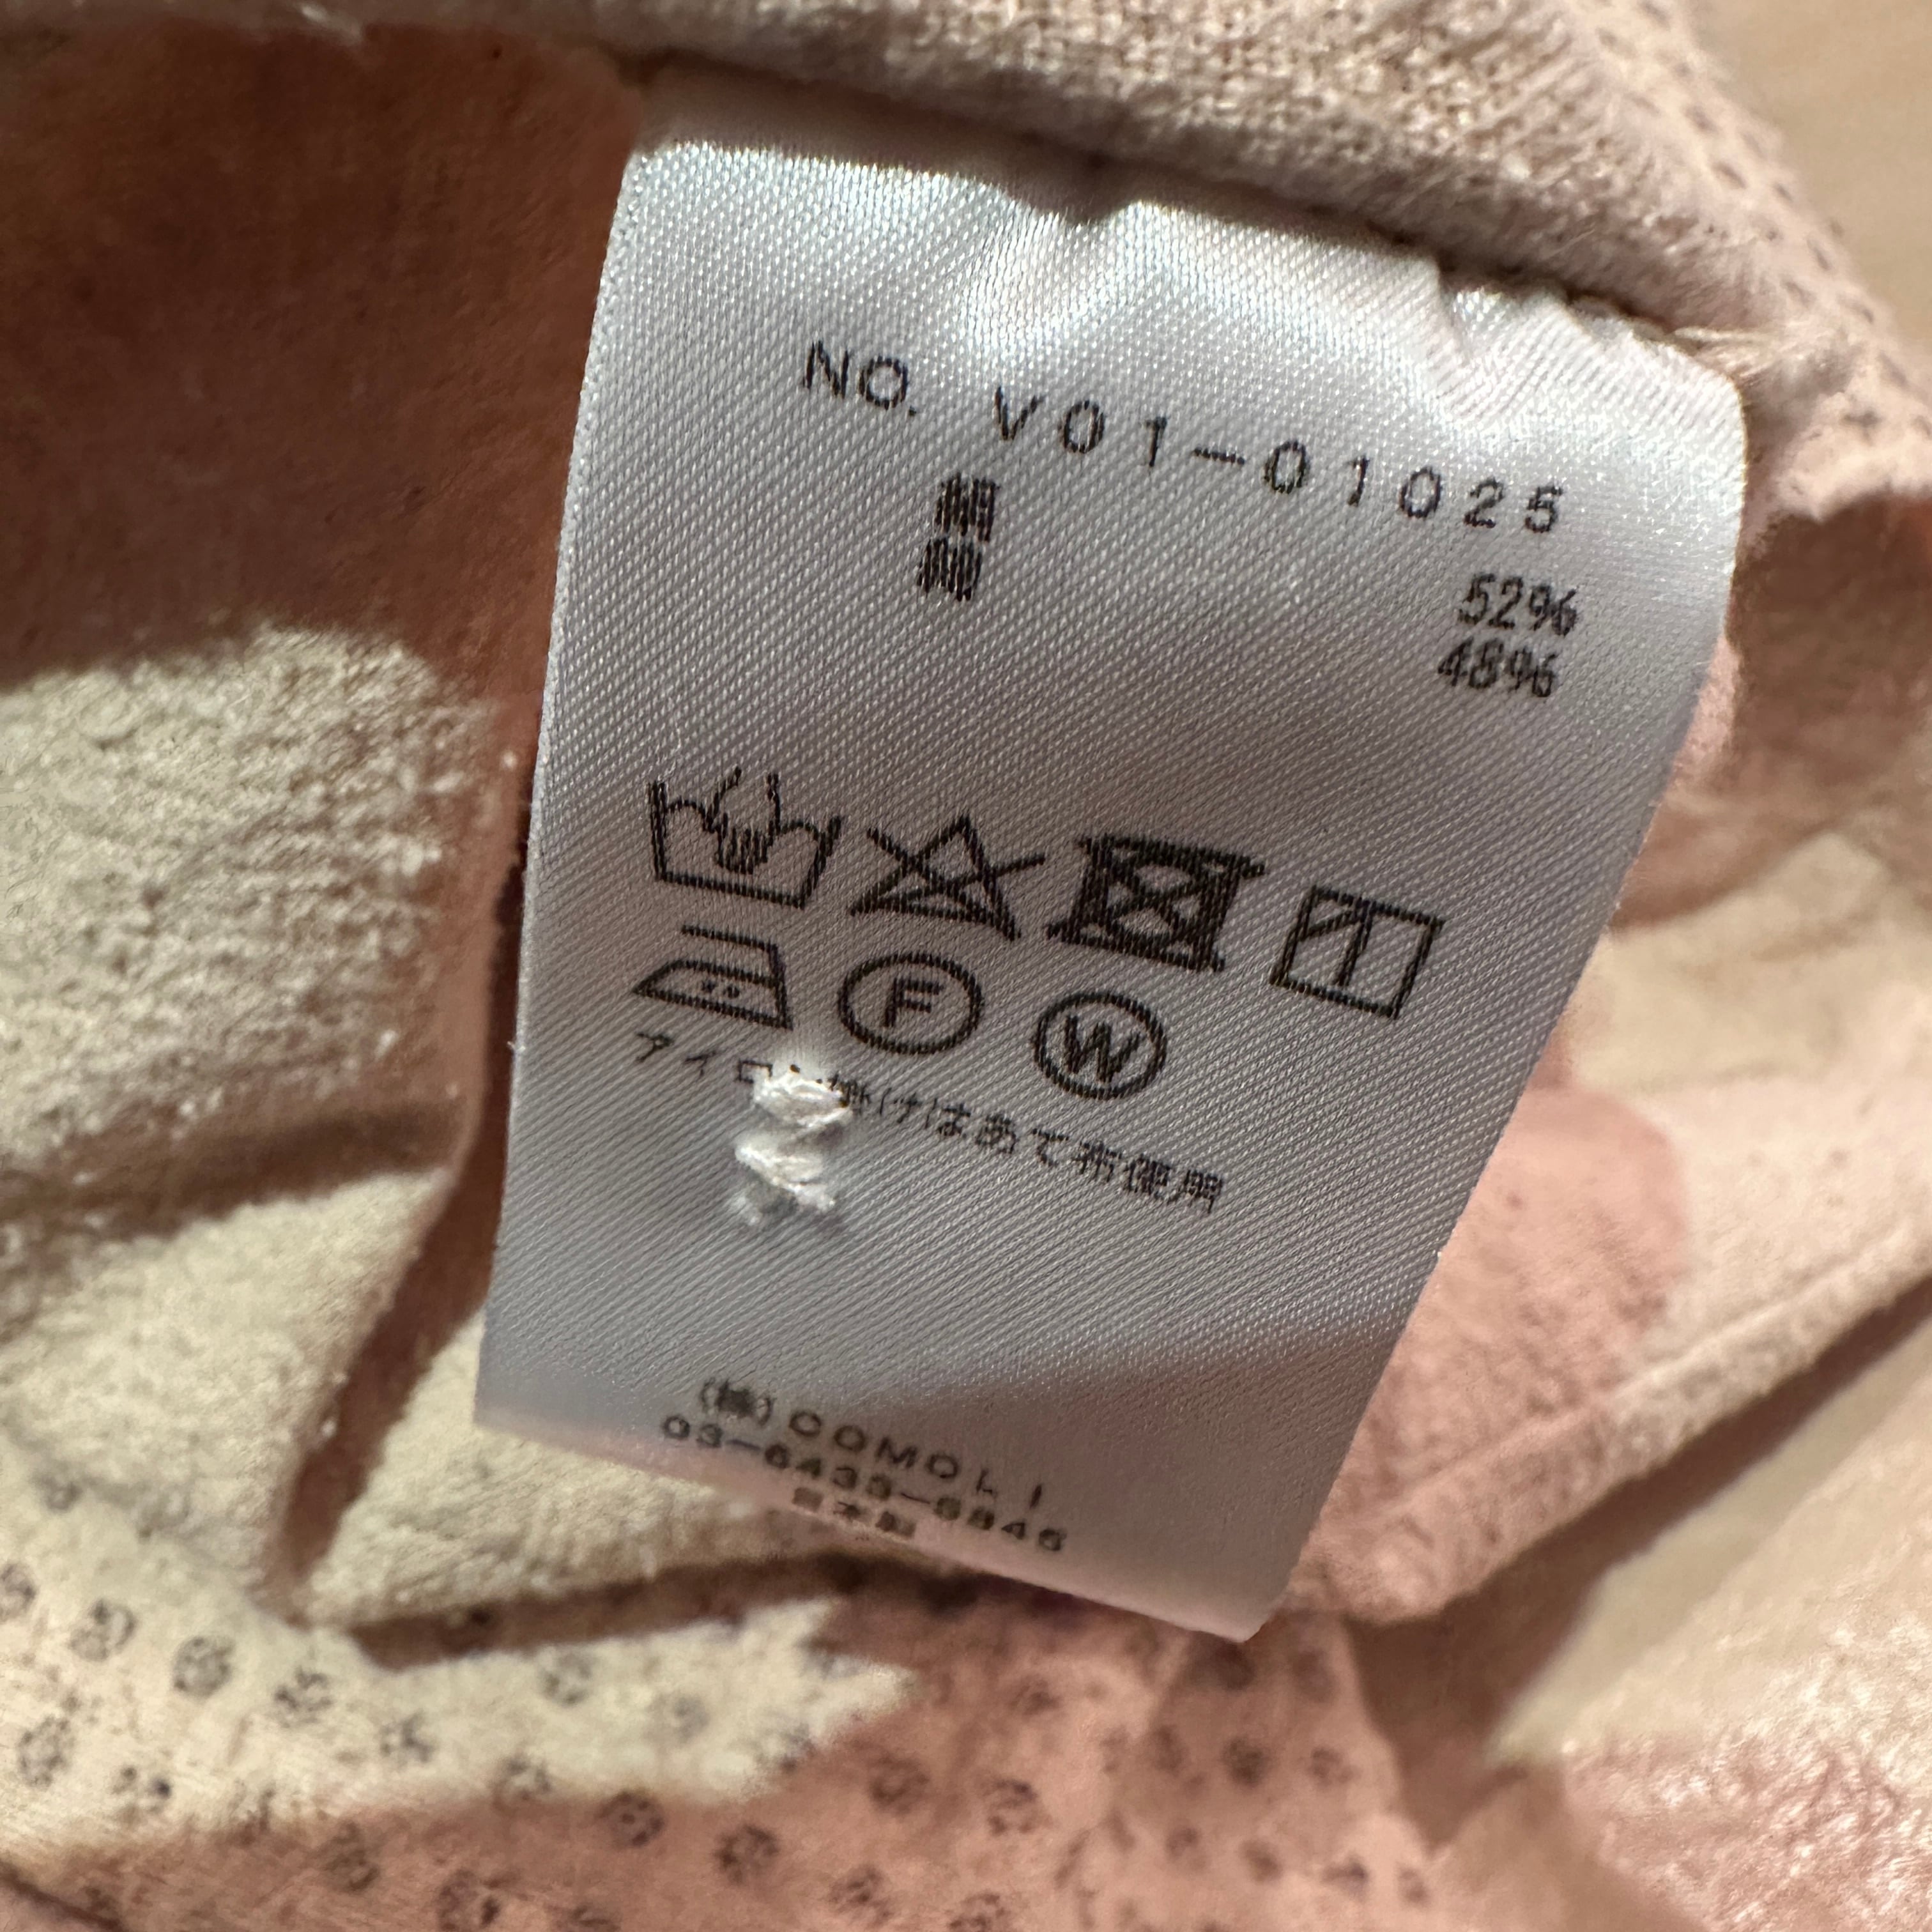 NO. V01-01025
絹 52%
綿 48%
F W
アイロン掛けはあて布使用
(株)COMOLI
03-6433-5845
日本製